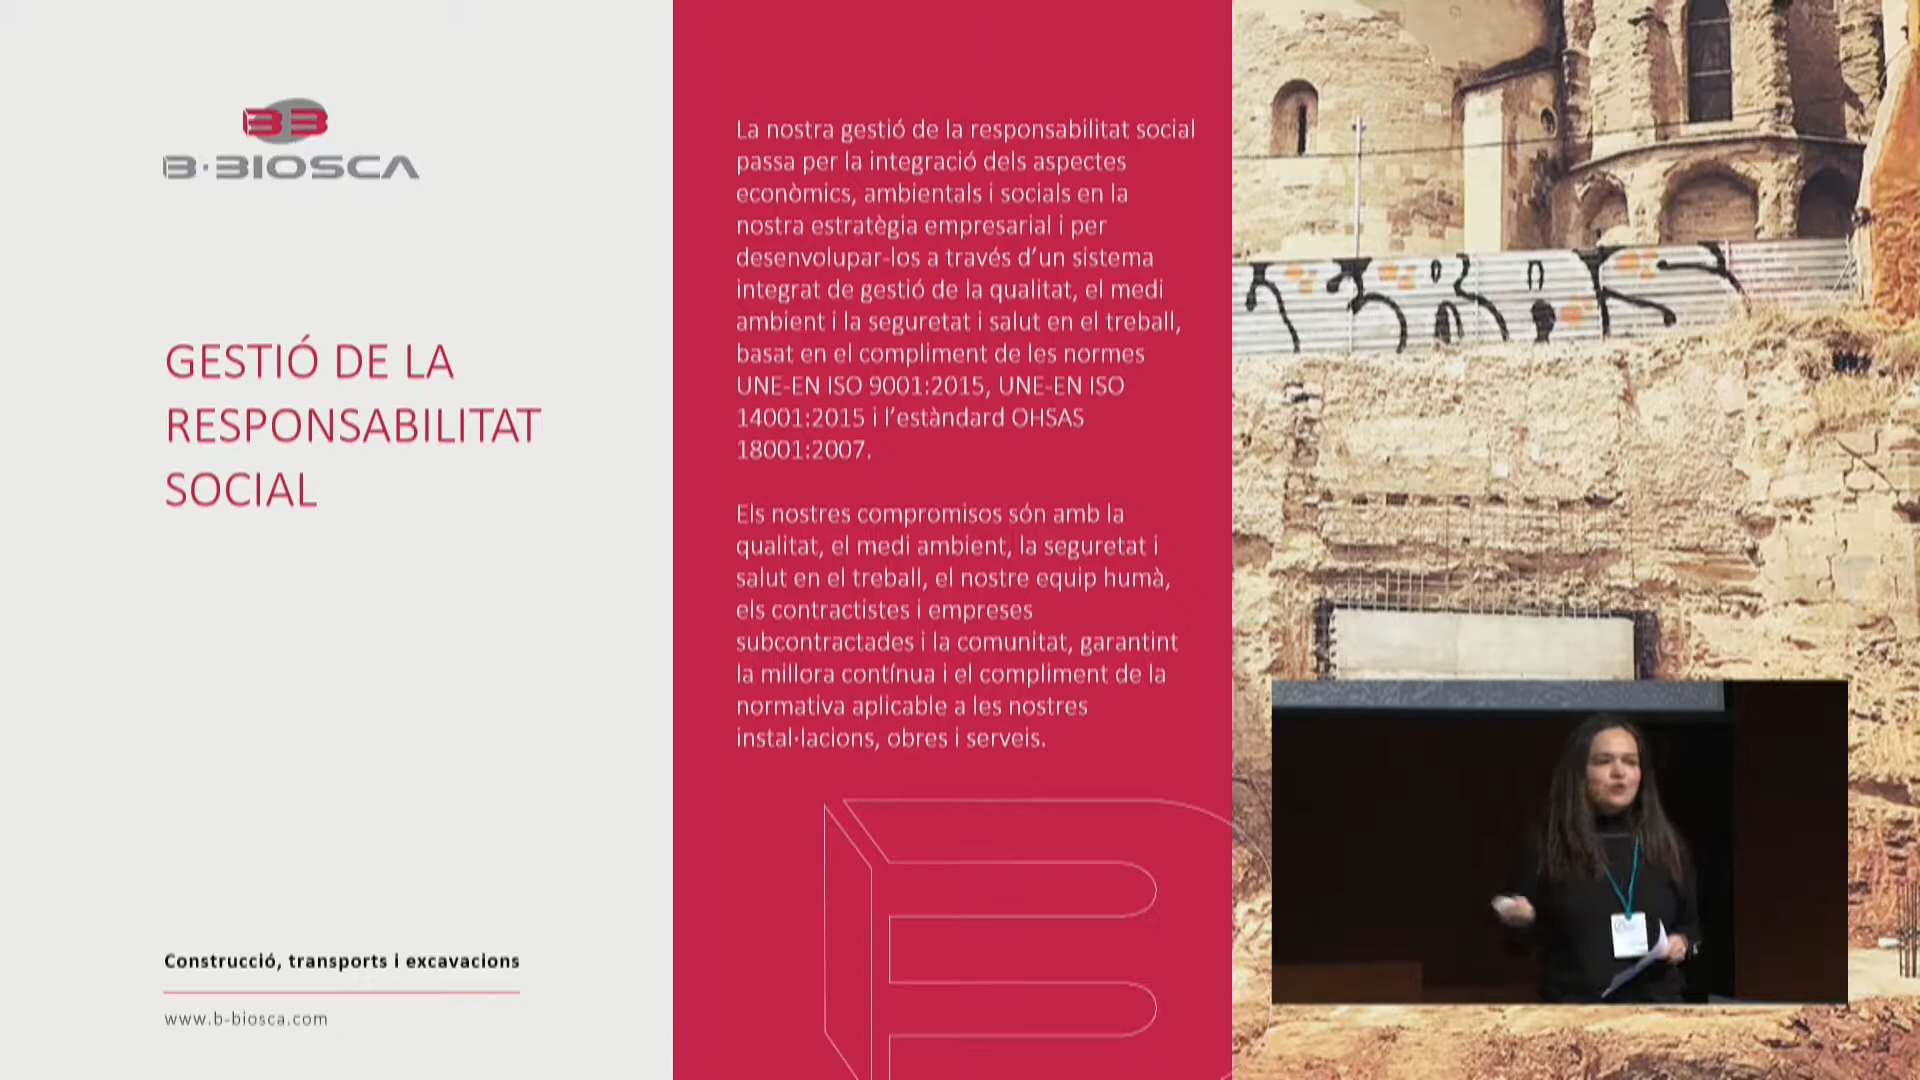 B·BIOSCA
GESTIÓ DE LA
RESPONSABILITAT
SOCIAL
Construcció, transports i excavacions
www.b-biosca.com
La nostra gestió de la responsabilitat social
passa per la integració dels aspectes
econòmics, ambientals i socials en la
nostra estratègia empresarial i per
desenvolupar-los a través d’un sistema
integrat de gestió de la qualitat, el medi
ambient i la seguretat i salut en el treball,
basat en el compliment de les normes
UNE-EN ISO 9001:2015, UNE-EN ISO
14001:2015 i l’estàndard OHSAS
18001:2007.
Els nostres compromisos són amb la
qualitat, el medi ambient, la seguretat i
salut en el treball, el nostre equip humà,
els contractistes i empreses
subcontractades i la comunitat, garantint
la millora contínua i el compliment de la
normativa aplicable a les nostres
instal·lacions, obres i serveis.